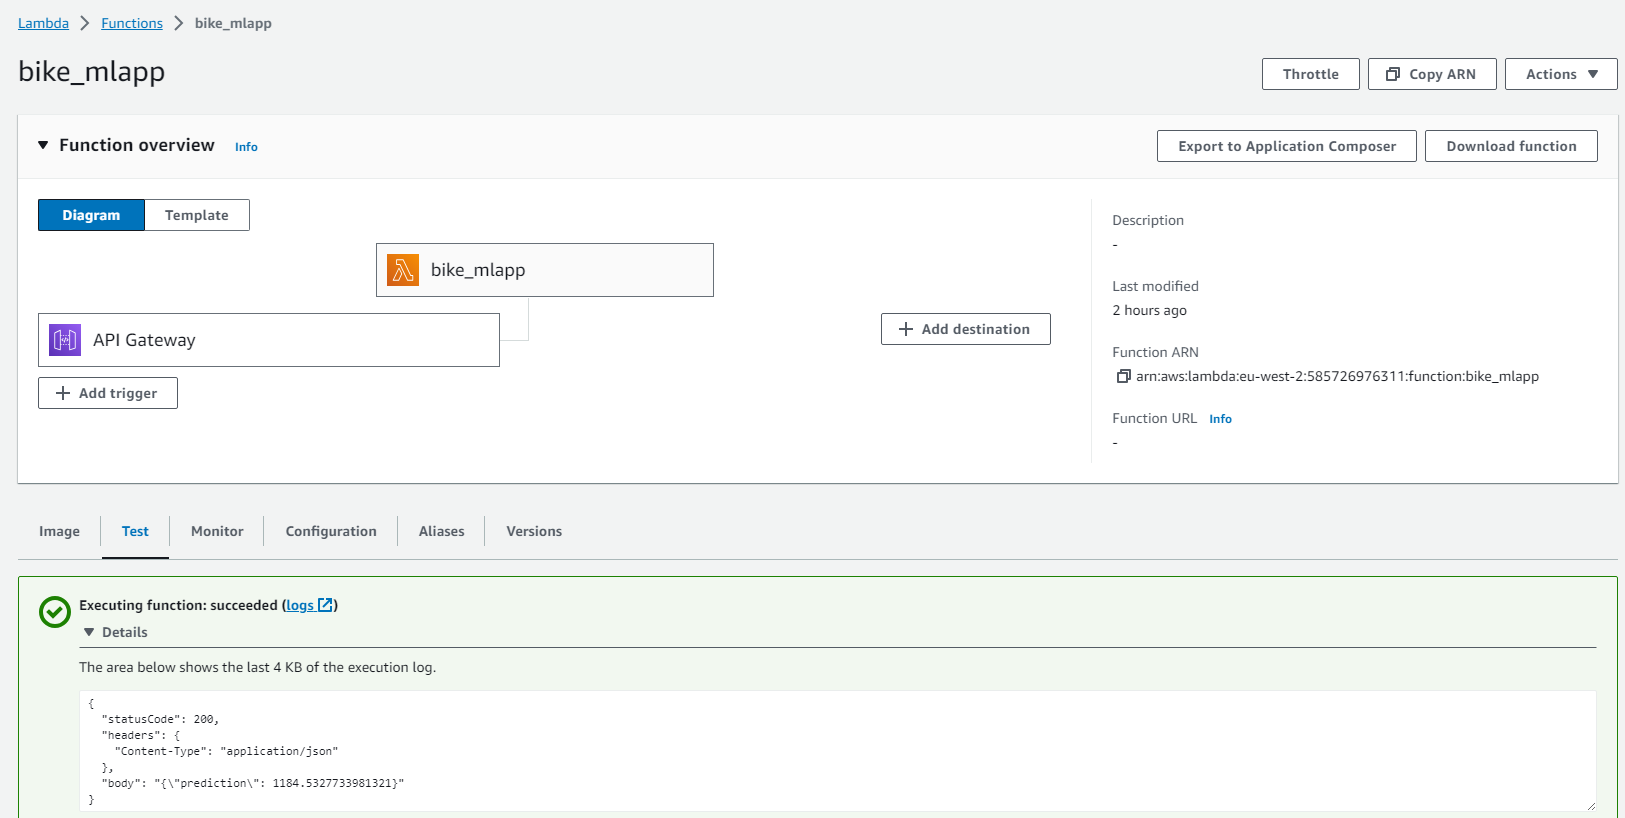 Lambda > Functions > bike_mlapp
bike_mlapp
Throttle
Copy ARN
Actions
Function overview Info
Export to Application Composer
Download function
Diagram
Template
bike_mlapp
API Gateway
+ Add trigger
+ Add destination
Description
-
Last modified
2 hours ago
Function ARN
arn:aws:lambda:eu-west-2:585726976311:function:bike_mlapp
Function URL Info
-
Image
Test
Monitor
Configuration
Aliases
Versions
Executing function: succeeded (logs)
Details
The area below shows the last 4 KB of the execution log.
{
  "statusCode": 200,
  "headers": {
    "Content-Type": "application/json"
  },
  "body": "{\"prediction\": 1184.5327733981321}"
}